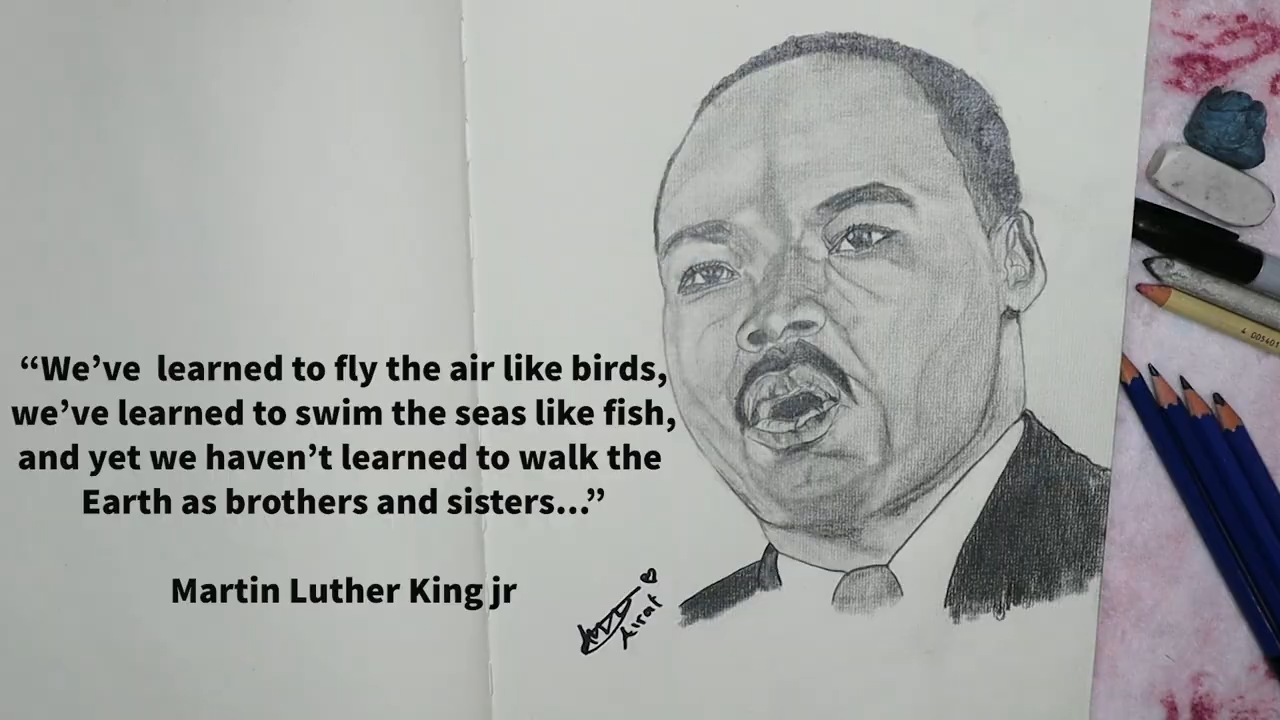 “We’ve  learned to fly the air like birds,
we’ve learned to swim the seas like fish,
and yet we haven’t learned to walk the
Earth as brothers and sisters...”
Martin Luther King jr